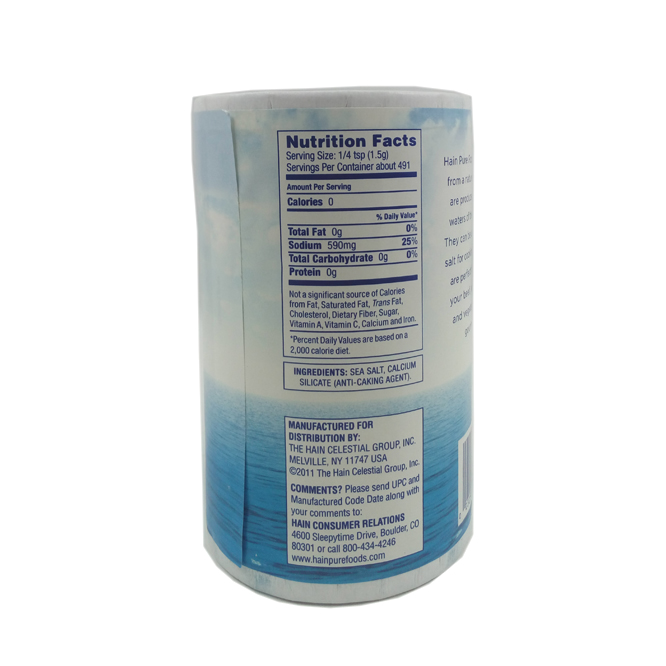 Nutrition Facts
Serving Size: 1/4 tsp (1.5g)
Servings Per Container about 491
Amount Per Serving
Calories 0
% Daily Value*
Total Fat 0g 0%
Sodium 590mg 25%
Total Carbohydrate 0g 0%
Protein 0g
Not a significant source of Calories
from Fat, Saturated Fat, Trans Fat,
Cholesterol, Dietary Fiber, Sugar,
Vitamin A, Vitamin C, Calcium and Iron.
*Percent Daily Values are based on a
2,000 calorie diet.
INGREDIENTS: SEA SALT, CALCIUM
SILICATE (ANTI-CAKING AGENT).
MANUFACTURED FOR
DISTRIBUTION BY:
THE HAIN CELESTIAL GROUP, INC.
MELVILLE, NY 11747 USA
©2011 The Hain Celestial Group, Inc.
COMMENTS? Please send UPC and
Manufactured Code Date along with
your comments to:
HAIN CONSUMER RELATIONS
4600 Sleepytime Drive, Boulder, CO
80301 or call 800-434-4246
www.hainpurefoods.com
Hain Pure
from a
are
waters
They can
salt for
are
your
and